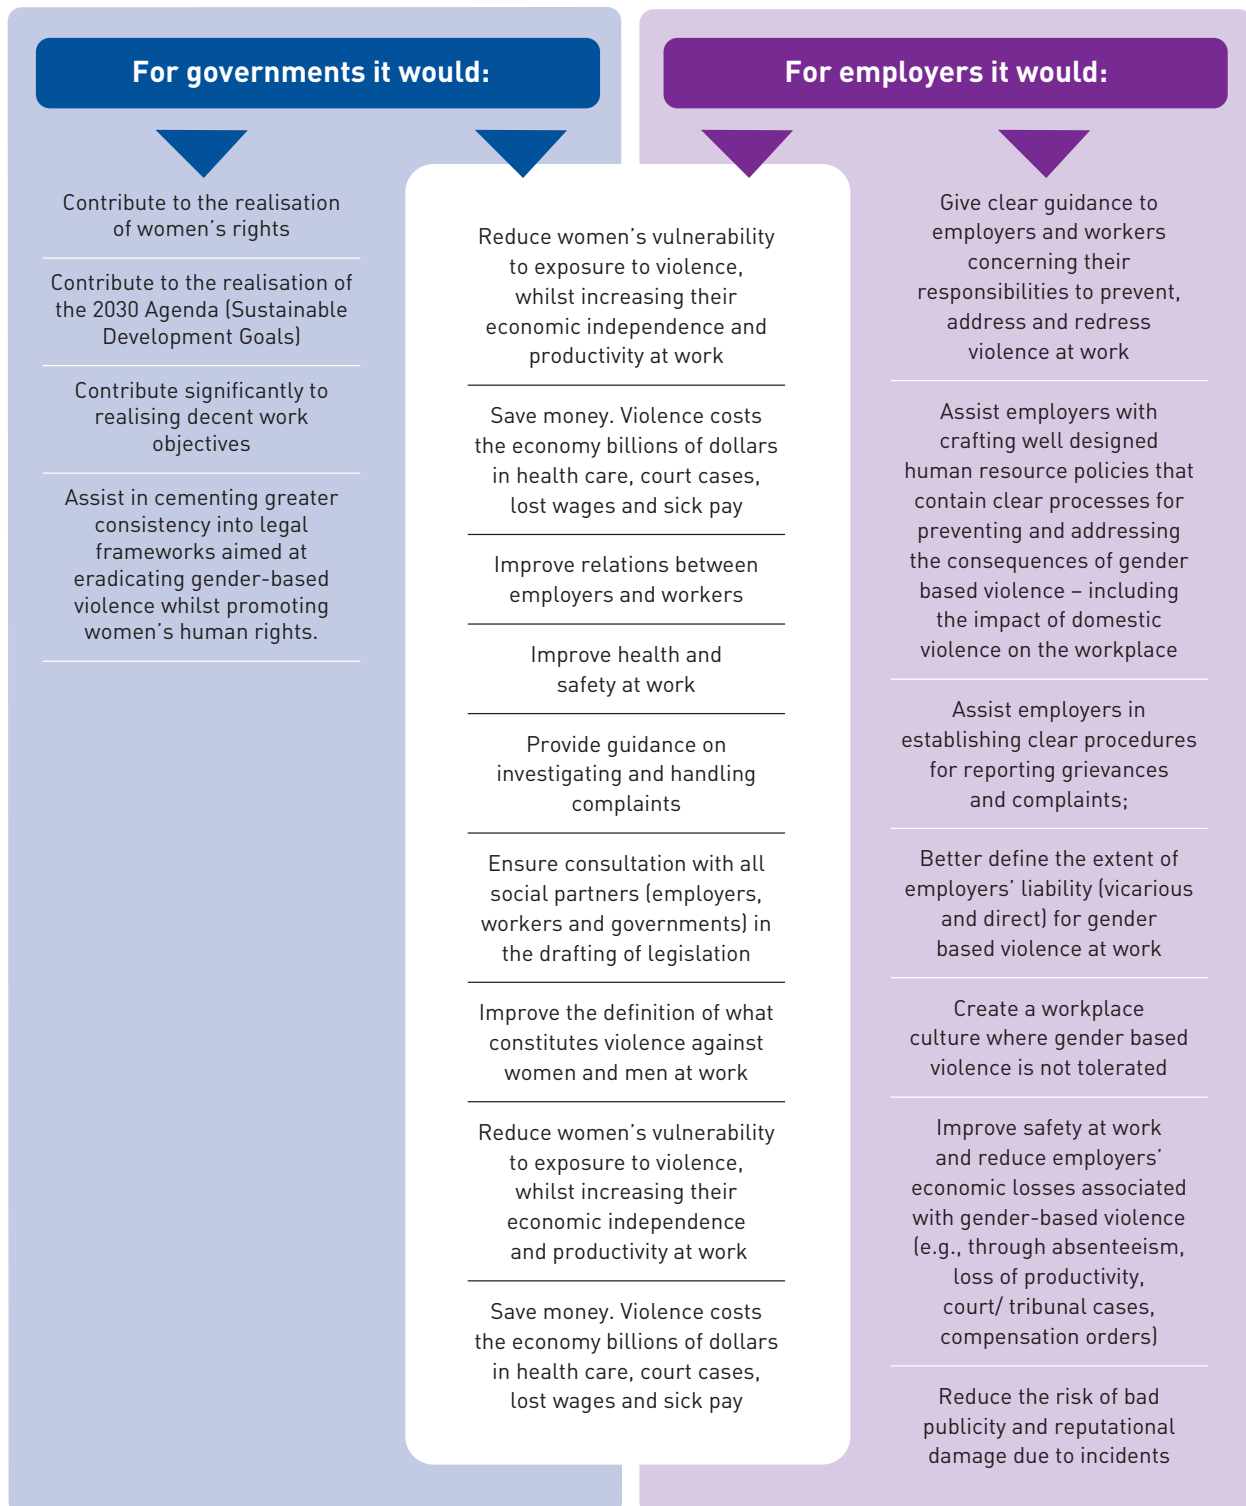 For governments it would:
For employers it would:
Contribute to the realisation
of women's rights
Contribute to the realisation of
the 2030 Agenda (Sustainable
Development Goals)
Contribute significantly to
realising decent work
objectives
Assist in cementing greater
consistency into legal
frameworks aimed at
eradicating gender-based
violence whilst promoting
women's human rights.
Reduce women's vulnerability
to exposure to violence,
whilst increasing their
economic independence and
productivity at work
Save money. Violence costs
the economy billions of dollars
in health care, court cases,
lost wages and sick pay
Improve relations between
employers and workers
Improve health and
safety at work
Provide guidance on
investigating and handling
complaints
Ensure consultation with all
social partners (employers,
workers and governments) in
the drafting of legislation
Improve the definition of what
constitutes violence against
women and men at work
Reduce women's vulnerability
to exposure to violence,
whilst increasing their
economic independence
and productivity at work
Save money. Violence costs
the economy billions of dollars
in health care, court cases,
lost wages and sick pay
Give clear guidance to
employers and workers
concerning their
responsibilities to prevent,
address and redress
violence at work
Assist employers with
crafting well designed
human resource policies that
contain clear processes for
preventing and addressing
the consequences of gender
based violence – including
the impact of domestic
violence on the workplace
Assist employers in
establishing clear procedures
for reporting grievances
and complaints;
Better define the extent of
employers' liability (vicarious
and direct) for gender
based violence at work
Create a workplace
culture where gender based
violence is not tolerated
Improve safety at work
and reduce employers'
economic losses associated
with gender-based violence
(e.g., through absenteeism,
loss of productivity,
court/ tribunal cases,
compensation orders)
Reduce the risk of bad
publicity and reputational
damage due to incidents